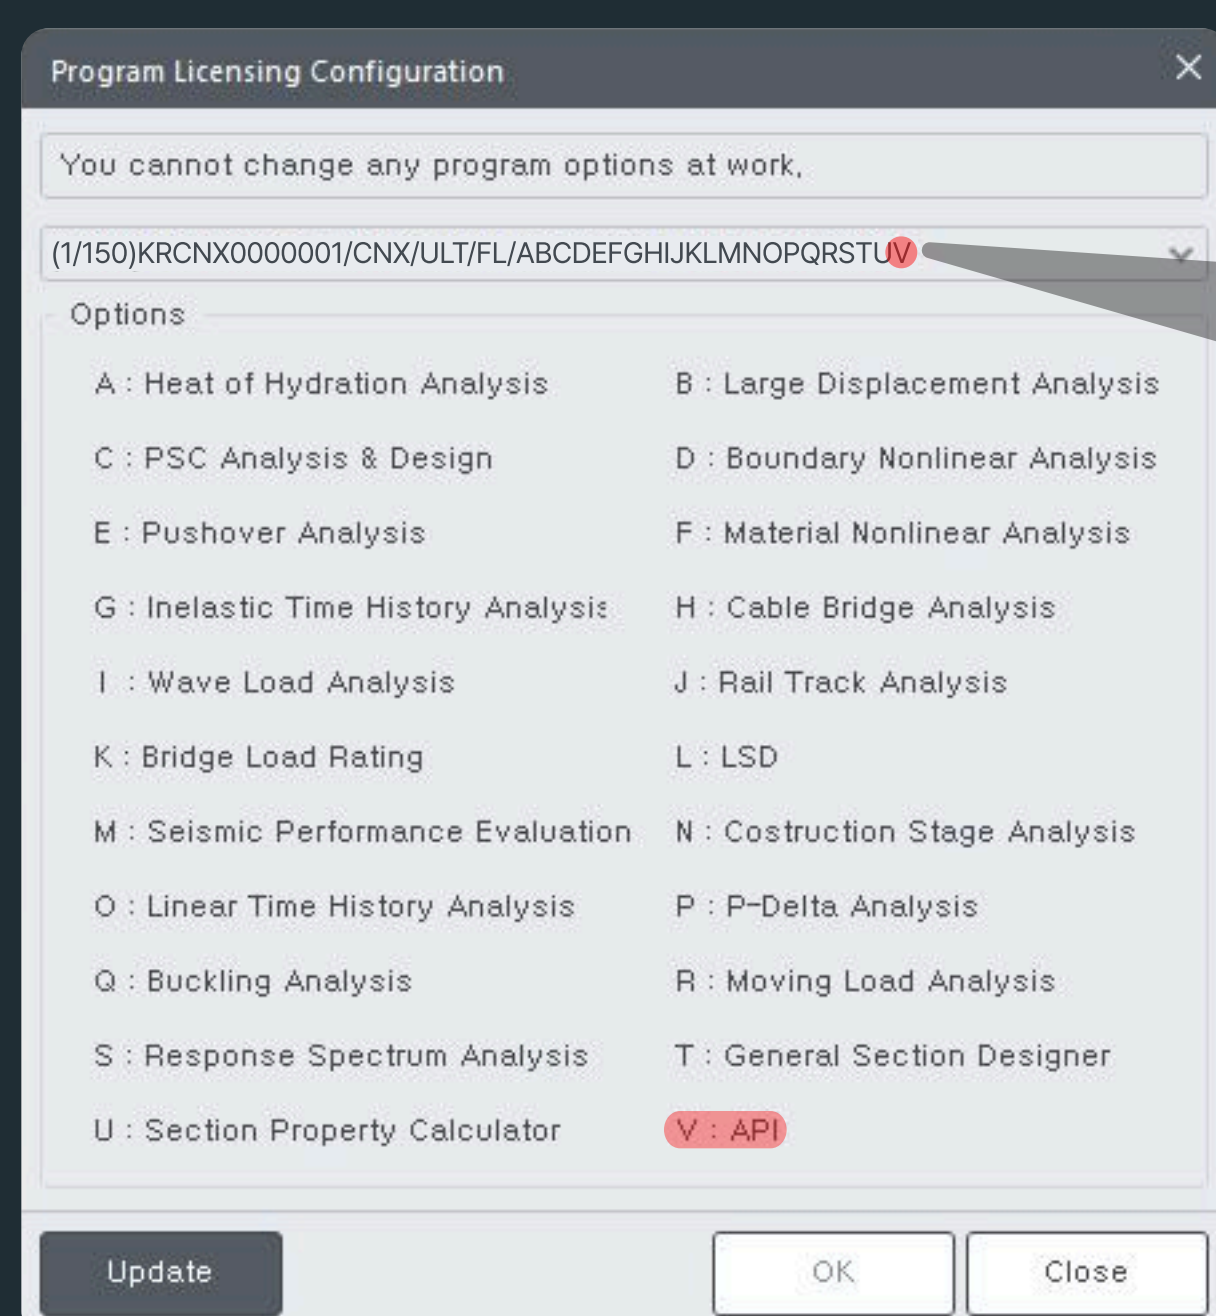 Program Licensing Configuration
You cannot change any program options at work,
(1/150)KRCNX0000001/CNX/ULT/FL/ABCDEFGHIJKLMNOPQRSTUV
Options
A : Heat of Hydration Analysis
B : Large Displacement Analysis
C : PSC Analysis & Design
D : Boundary Nonlinear Analysis
E : Pushover Analysis
F : Material Nonlinear Analysis
G : Inelastic Time History Analysis
H : Cable Bridge Analysis
I : Wave Load Analysis
J : Rail Track Analysis
K : Bridge Load Rating
L : LSD
M : Seismic Performance Evaluation
N : Costruction Stage Analysis
O : Linear Time History Analysis
P : P-Delta Analysis
Q : Buckling Analysis
R : Moving Load Analysis
S : Response Spectrum Analysis
T : General Section Designer
U : Section Property Calculator
V : API
Update
OK
Close